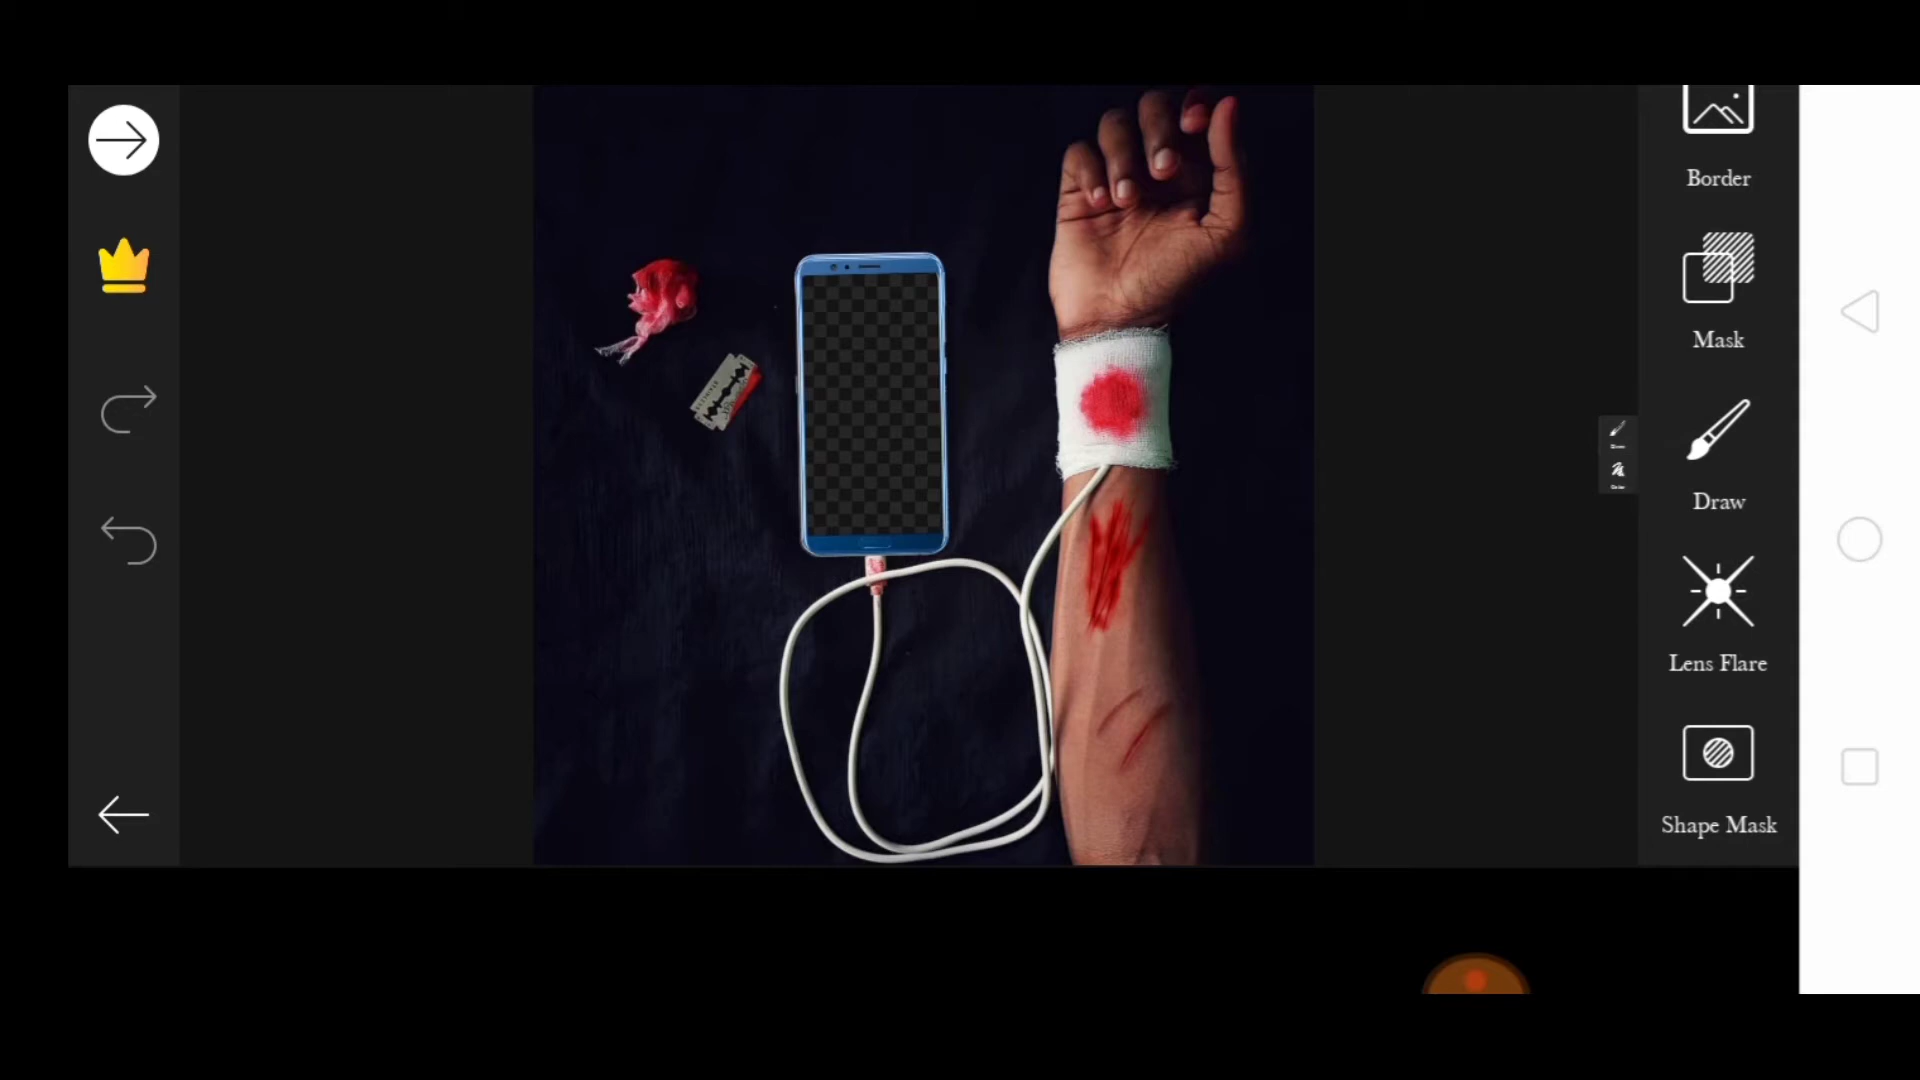 Border
Mask
Draw
Lens Flare
Shape Mask